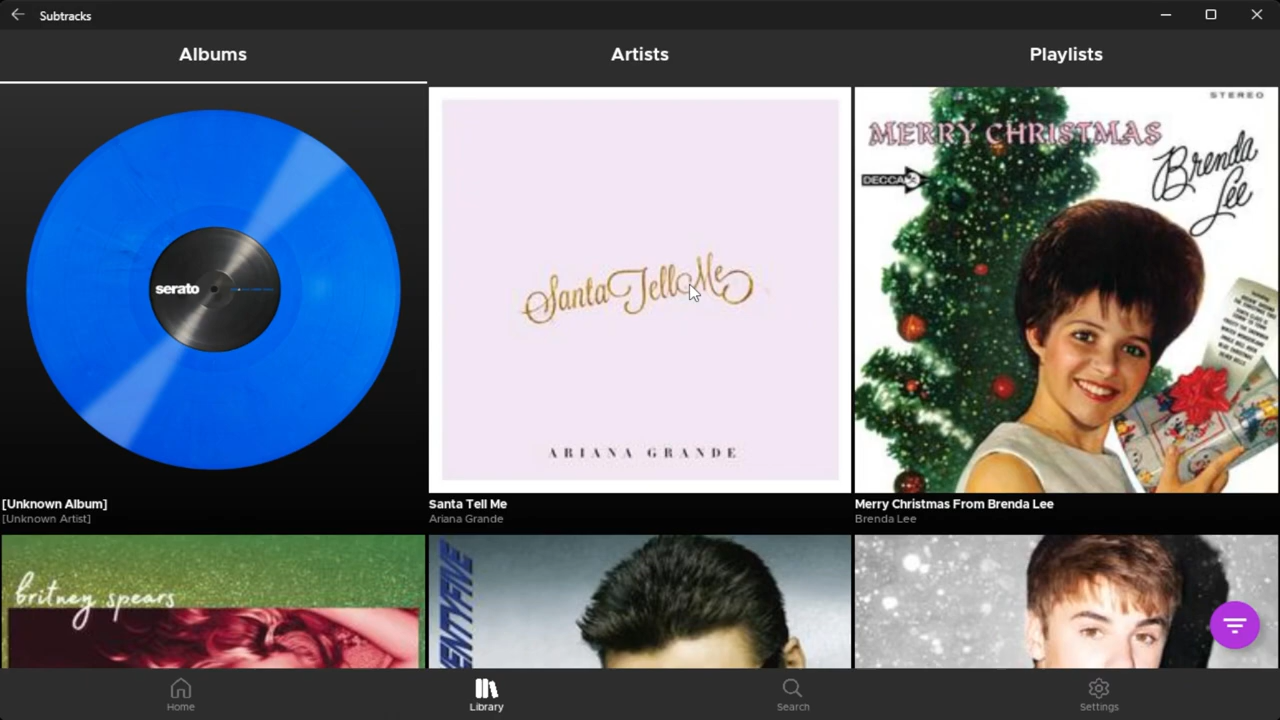 Subtracks
Albums
Artists
Playlists
serato
Santa Tell Me
ARIANA GRANDE
STEREO
MERRY CHRISTMAS
Brenda
Lee
DECCA
[Unknown Album]
[Unknown Artist]
Santa Tell Me
Ariana Grande
Merry Christmas From Brenda Lee
Brenda Lee
britney spears
ENTYFIVE
Home
Library
Search
Settings